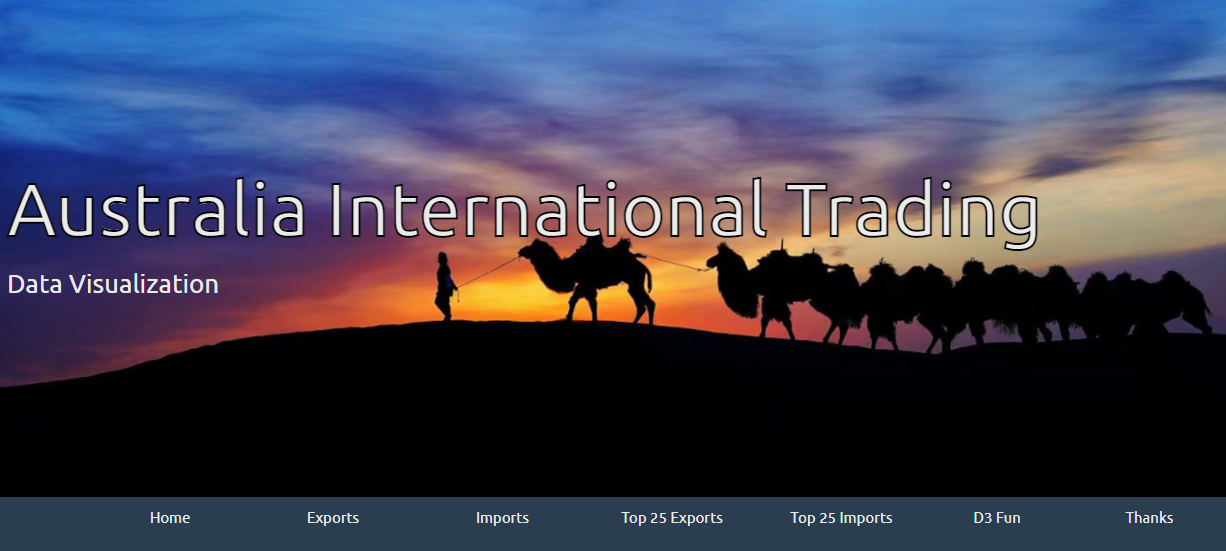 Australia International Trading
Data Visualization
Home Exports Imports Top 25 Exports Top 25 Imports D3 Fun Thanks